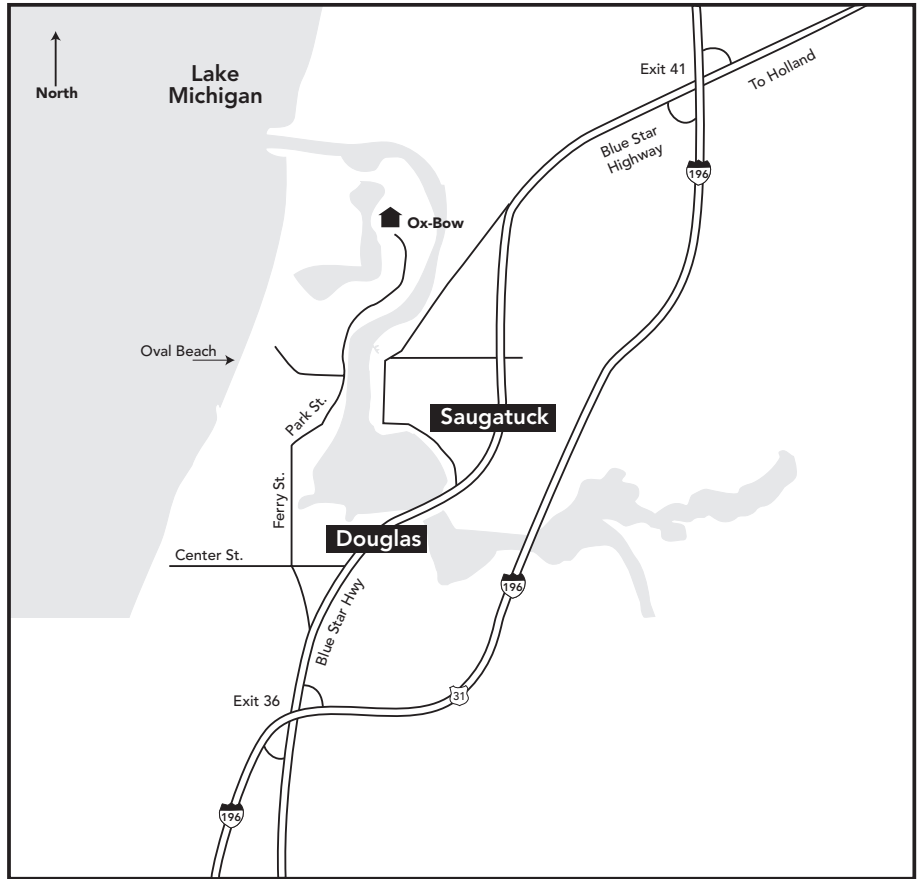 North
Lake
Michigan
Exit 41
To Holland
Blue Star
Highway
196
Ox-Bow
Oval Beach
Park St.
Saugatuck
Ferry St.
Douglas
Center St.
196
Blue Star Hwy
31
Exit 36
196